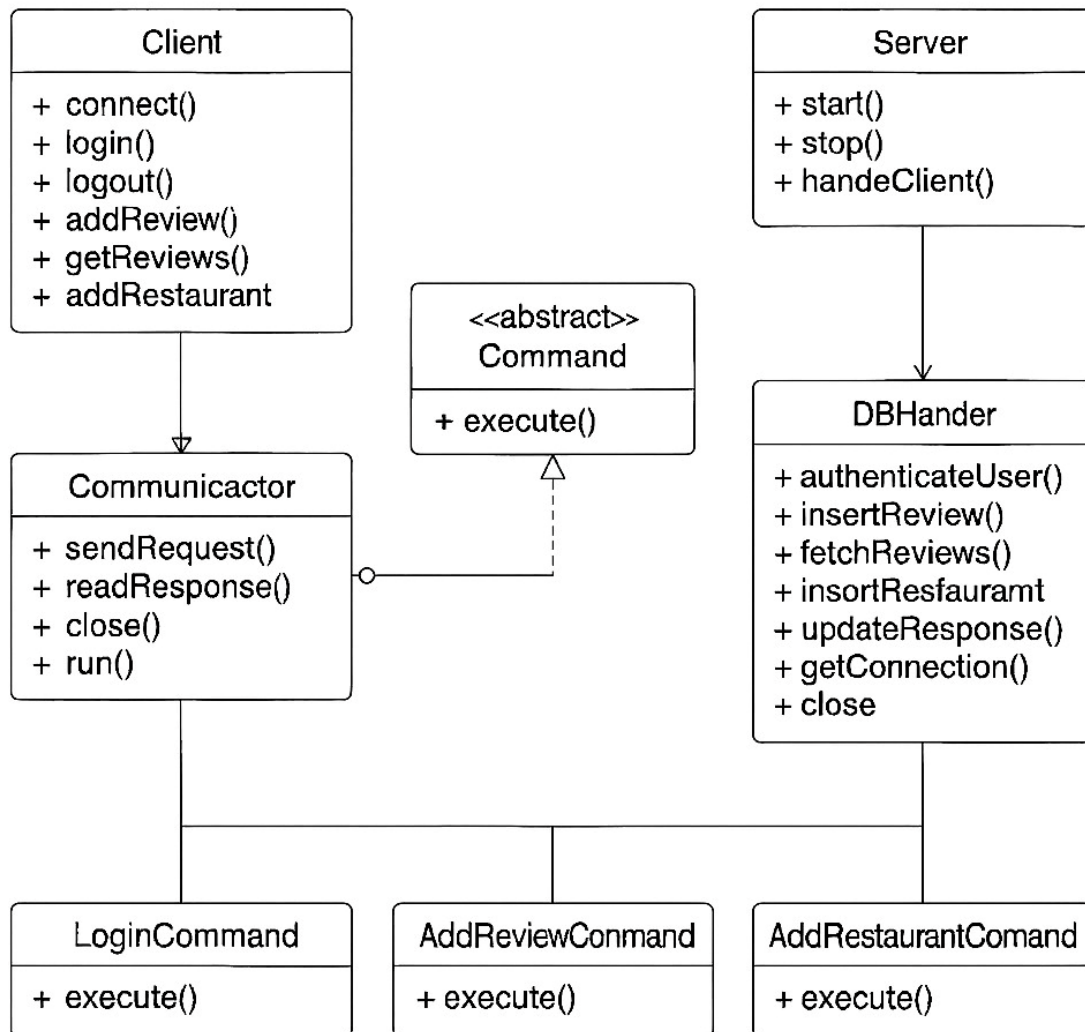 Client
+ connect()
+ login()
+ logout()
+ addReview()
+ getReviews()
+ addRestaurant
Server
+ start()
+ stop()
+ handeClient()
<<abstract>>
Command
+ execute()
Communicactor
+ sendRequest()
+ readResponse()
+ close()
+ run()
DBHander
+ authenticateUser()
+ insertReview()
+ fetchReviews()
+ insortResfauramt
+ updateResponse()
+ getConnection()
+ close
LoginCommand
+ execute()
AddReviewConmand
+ execute()
AddRestaurantComand
+ execute()